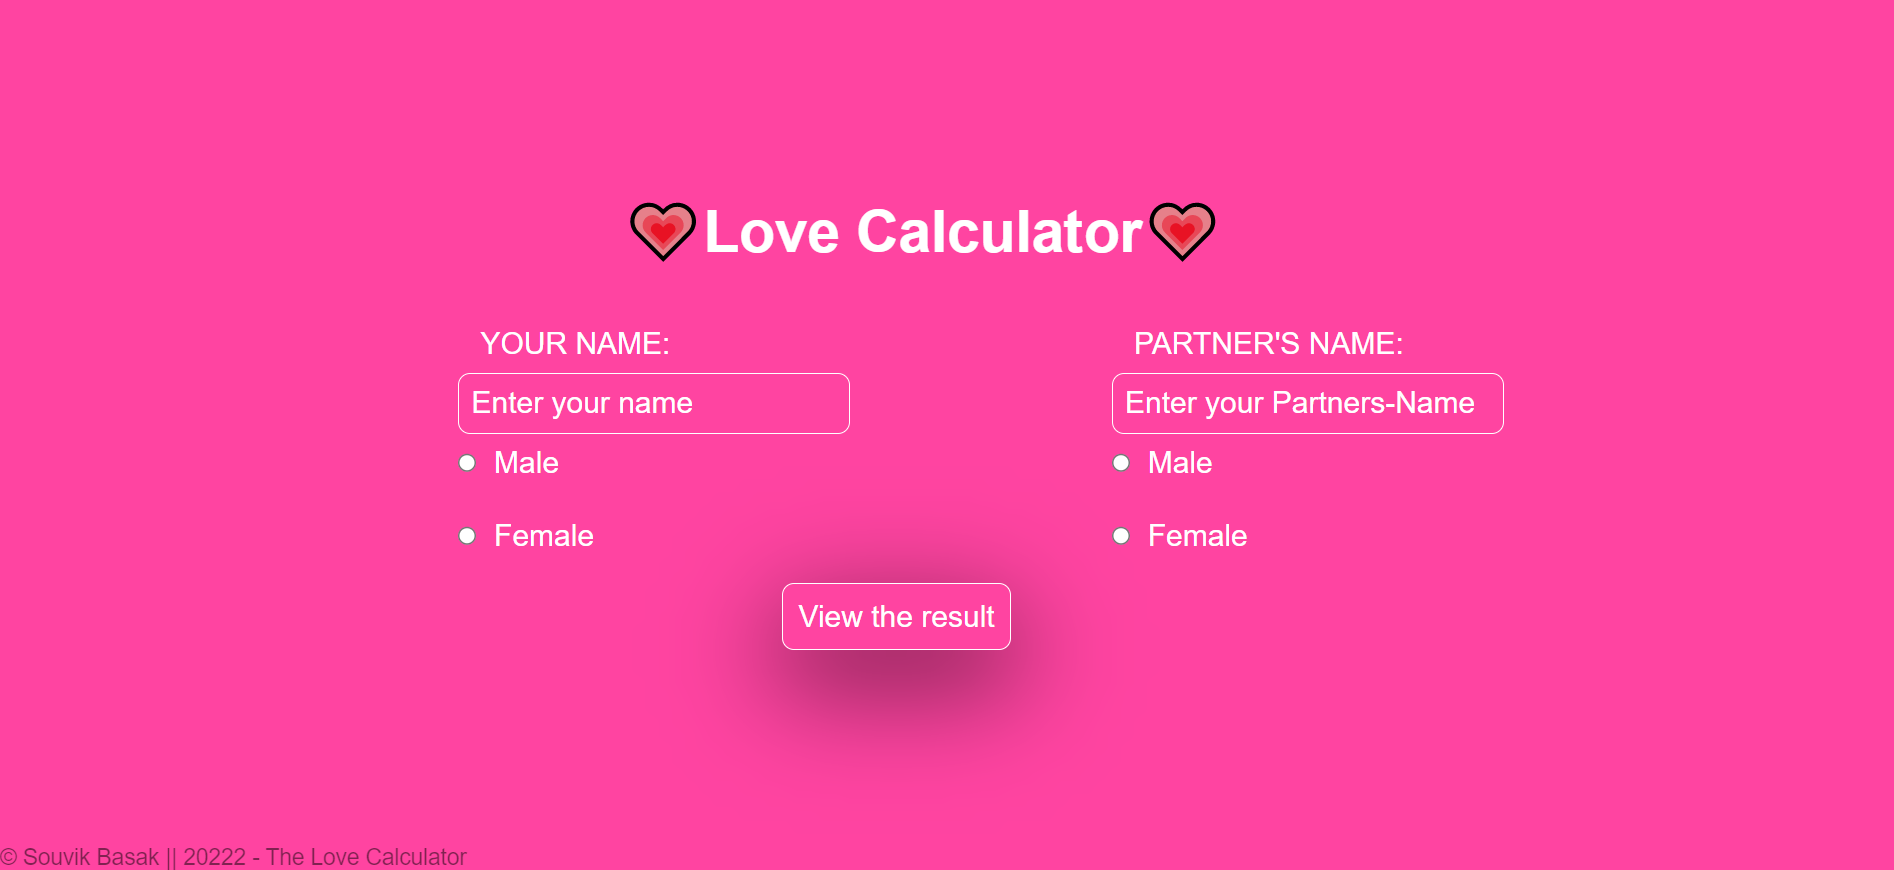 Love Calculator
YOUR NAME:
Enter your name
Male
Female
PARTNER'S NAME:
Enter your Partners-Name
Male
Female
View the result
© Souvik Basak || 20222 - The Love Calculator